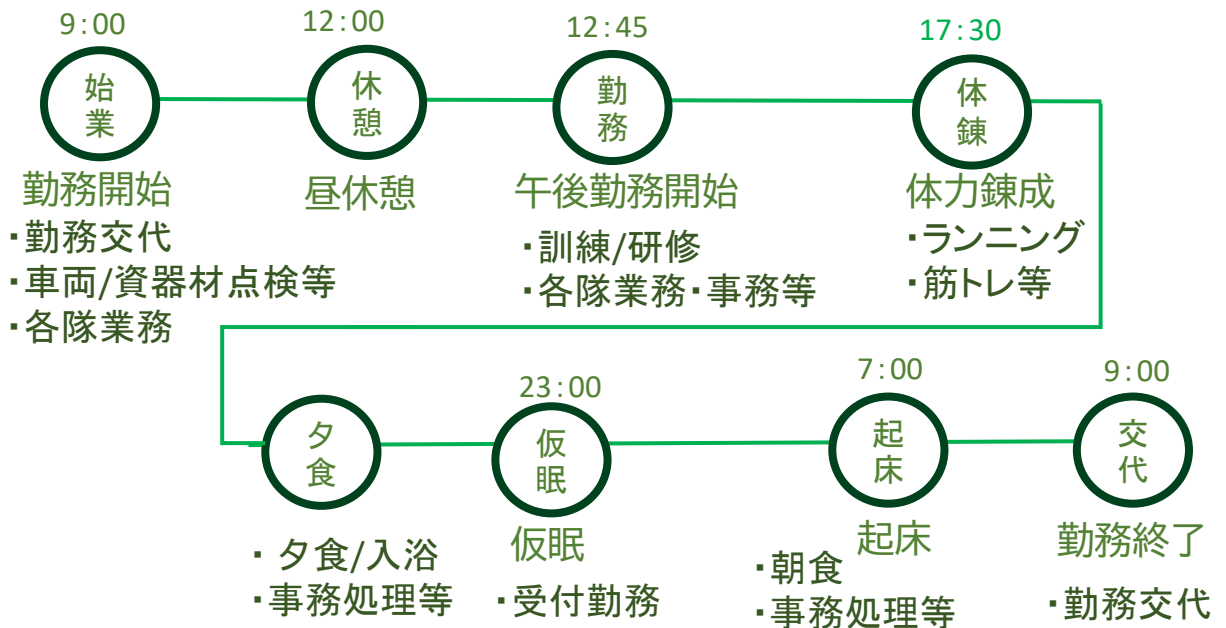 9:00
始業
勤務開始
・勤務交代
・車両/資器材点検等
・各隊業務
12:00
休憩
昼休憩
12:45
勤務
午後勤務開始
・訓練/研修
・各隊業務・事務等
17:30
体錬
体力錬成
・ランニング
・筋トレ等
夕食
・ 夕食/入浴
・事務処理等
23:00
仮眠
仮眠
・受付勤務
7:00
起床
起床
・朝食
・事務処理等
9:00
交代
勤務終了
・勤務交代